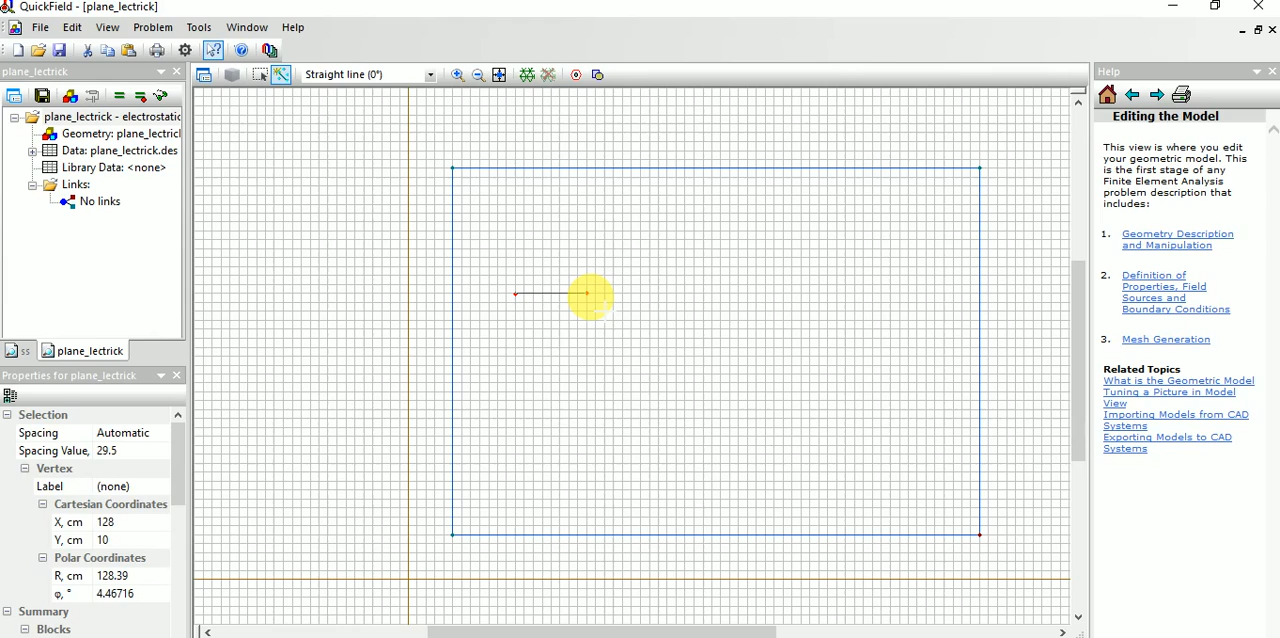 QuickField - [plane_lectrick]
File Edit View Problem Tools Window Help
plane_lectrick
Straight line (0°)
plane_lectrick - electrostatic
Geometry: plane_lectricl
Data: plane_lectrick.des
Library Data: <none>
Links:
No links
ss plane_lectrick
Properties for plane_lectrick
Selection
Spacing Automatic
Spacing Value, 29.5
Vertex
Label (none)
Cartesian Coordinates
X, cm 128
Y, cm 10
Polar Coordinates
R, cm 128.39
φ, ° 4.46716
Summary
Blocks
Help
Editing the Model
This view is where you edit
your geometric model. This
is the first stage of any
Finite Element Analysis
problem description that
includes:
1. Geometry Description
and Manipulation
2. Definition of
Properties, Field
Sources and
Boundary Conditions
3. Mesh Generation
Related Topics
What is the Geometric Model
Tuning a Picture in Model
View
Importing Models from CAD
Systems
Exporting Models to CAD
Systems